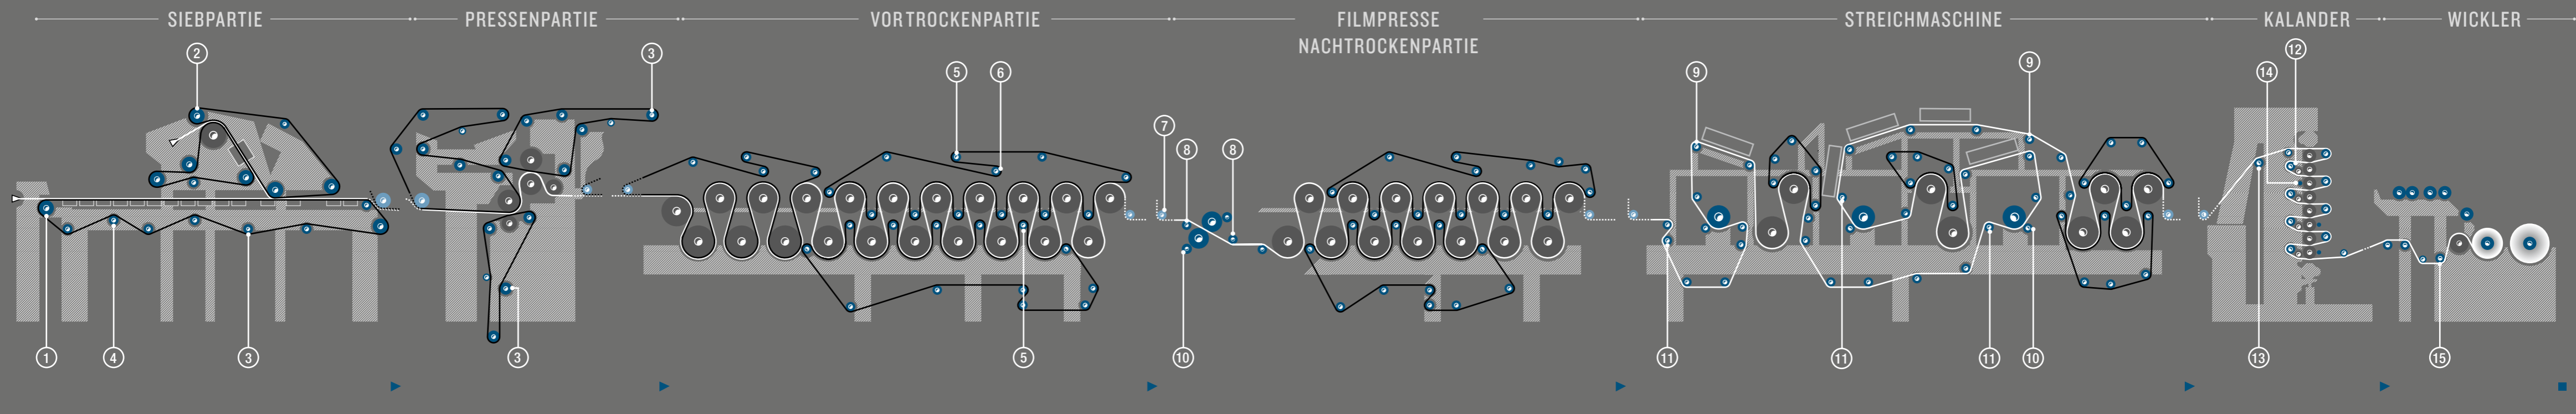 SIEBPARTIE
PRESSENPARTIE
VORTROCKENPARTIE
FILMPRESSE
NACHTROCKENPARTIE
STREICHMASCHINE
KALANDER
WICKLER
2
3
5
6
7
8
8
9
9
14
12
1
4
3
3
5
10
11
11
11
10
13
15